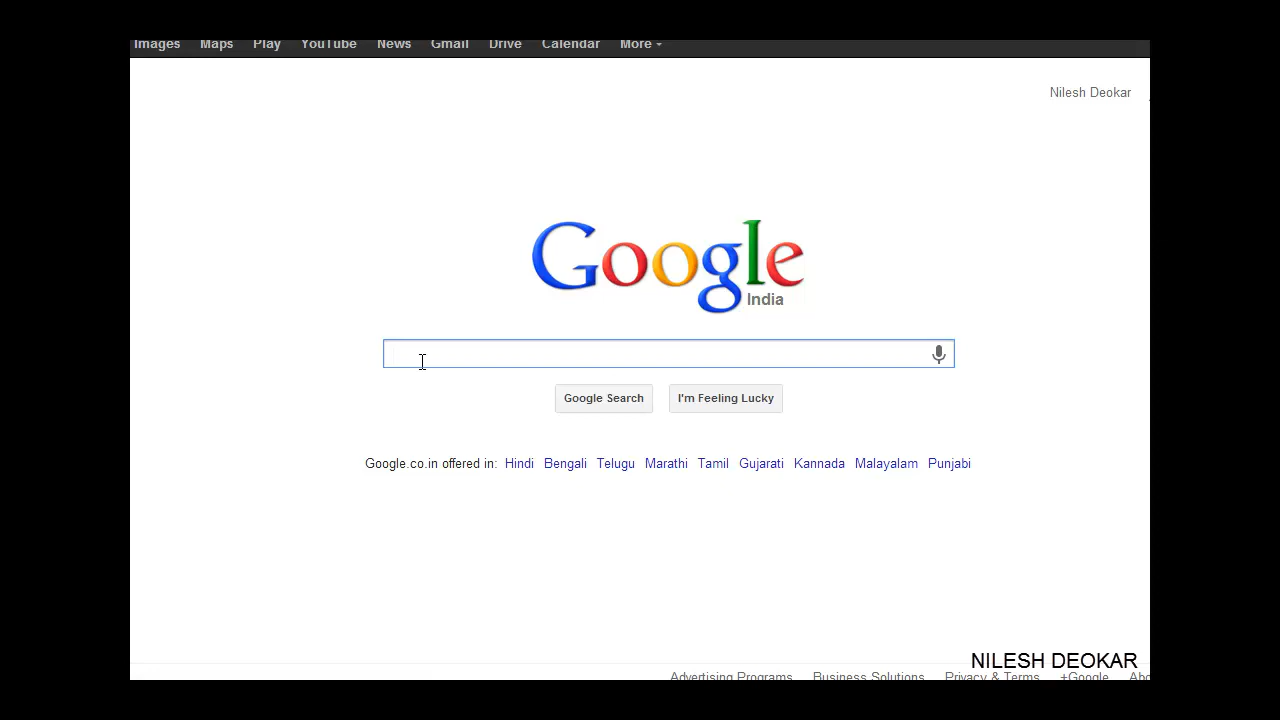 Images Maps Play YouTube News Gmail Drive Calendar More
Nilesh Deokar
Google
India
Google Search I'm Feeling Lucky
Google.co.in offered in: Hindi Bengali Telugu Marathi Tamil Gujarati Kannada Malayalam Punjabi
NILESH DEOKAR
Advertising Programs Business Solutions Privacy & Terms +Google